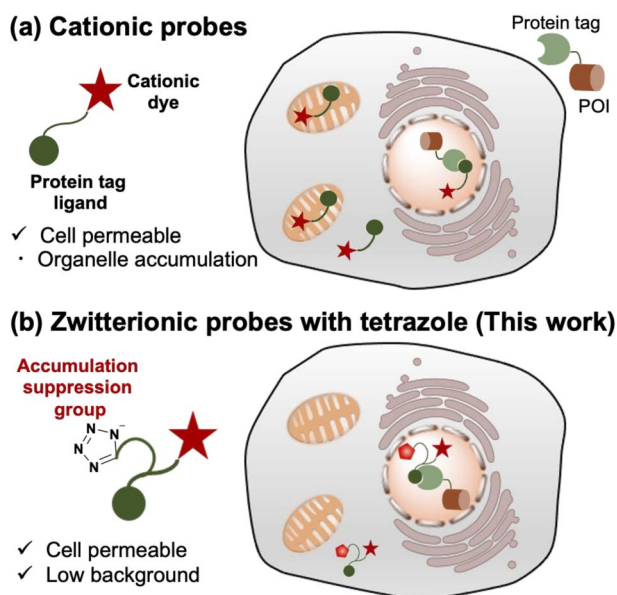 (a) Cationic probes
Protein tag
POI
Cationic
dye
Protein tag
ligand
✓ Cell permeable
· Organelle accumulation
(b) Zwitterionic probes with tetrazole (This work)
Accumulation
suppression
group
N N⁻
N N
✓ Cell permeable
✓ Low background